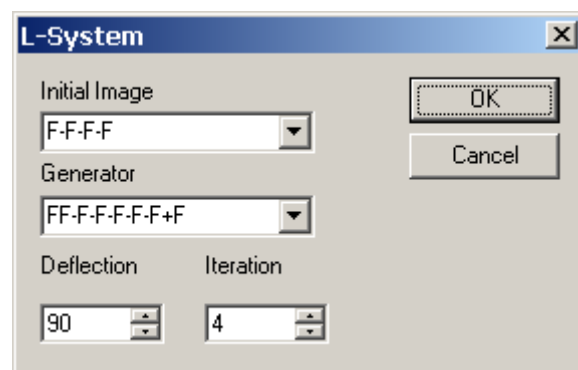 L-System
Initial Image
F-F-F-F
OK
Generator
Cancel
FF-F-F-F-F-F+F
Deflection Iteration
90 4